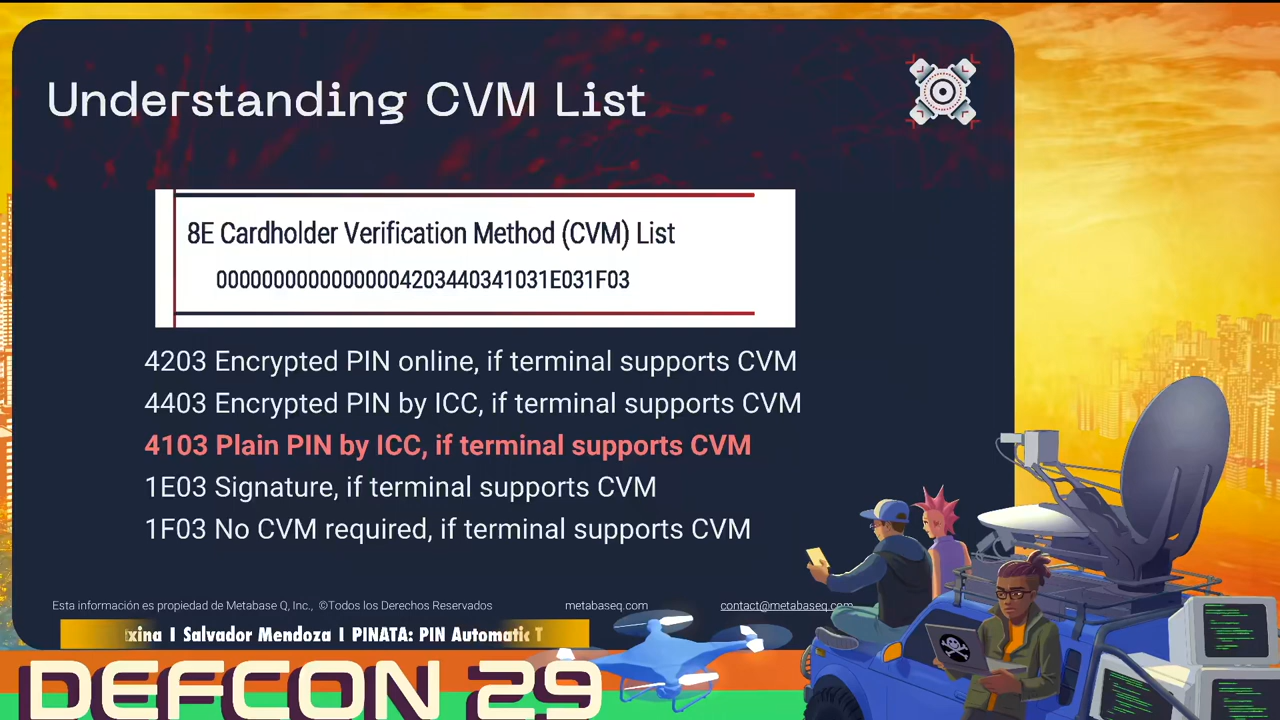 Understanding CVM List
8E Cardholder Verification Method (CVM) List
00000000000000004203440341031E031F03
4203 Encrypted PIN online, if terminal supports CVM
4403 Encrypted PIN by ICC, if terminal supports CVM
4103 Plain PIN by ICC, if terminal supports CVM
1E03 Signature, if terminal supports CVM
1F03 No CVM required, if terminal supports CVM
Esta información es propiedad de Metabase Q, Inc., ©Todos los Derechos Reservados
metabaseq.com
contact@metabaseq.com
I Salvador Mendoza I PINATA: PIN Automatic
DEFCON 29